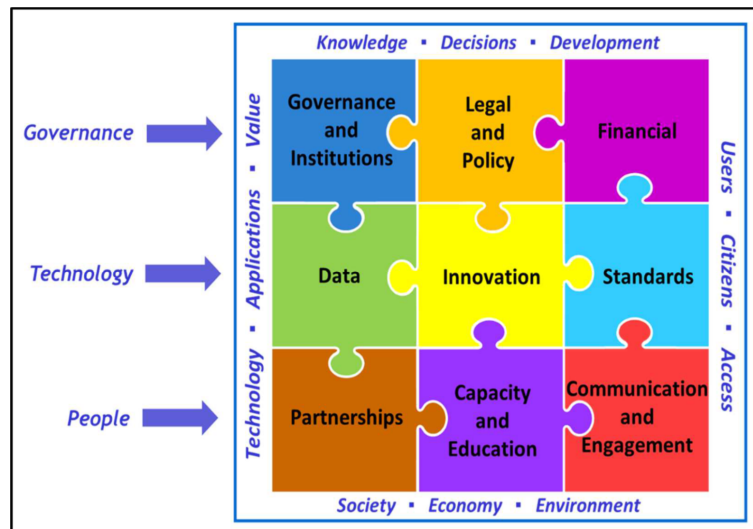 Knowledge ▪ Decisions ▪ Development
Governance
Technology
People
Technology ▪ Applications ▪ Value
Governance
and
Institutions
Legal
and
Policy
Financial
Data
Innovation
Standards
Partnerships
Capacity
and
Education
Communication
and
Engagement
Users ▪ Citizens ▪ Access
Society ▪ Economy ▪ Environment